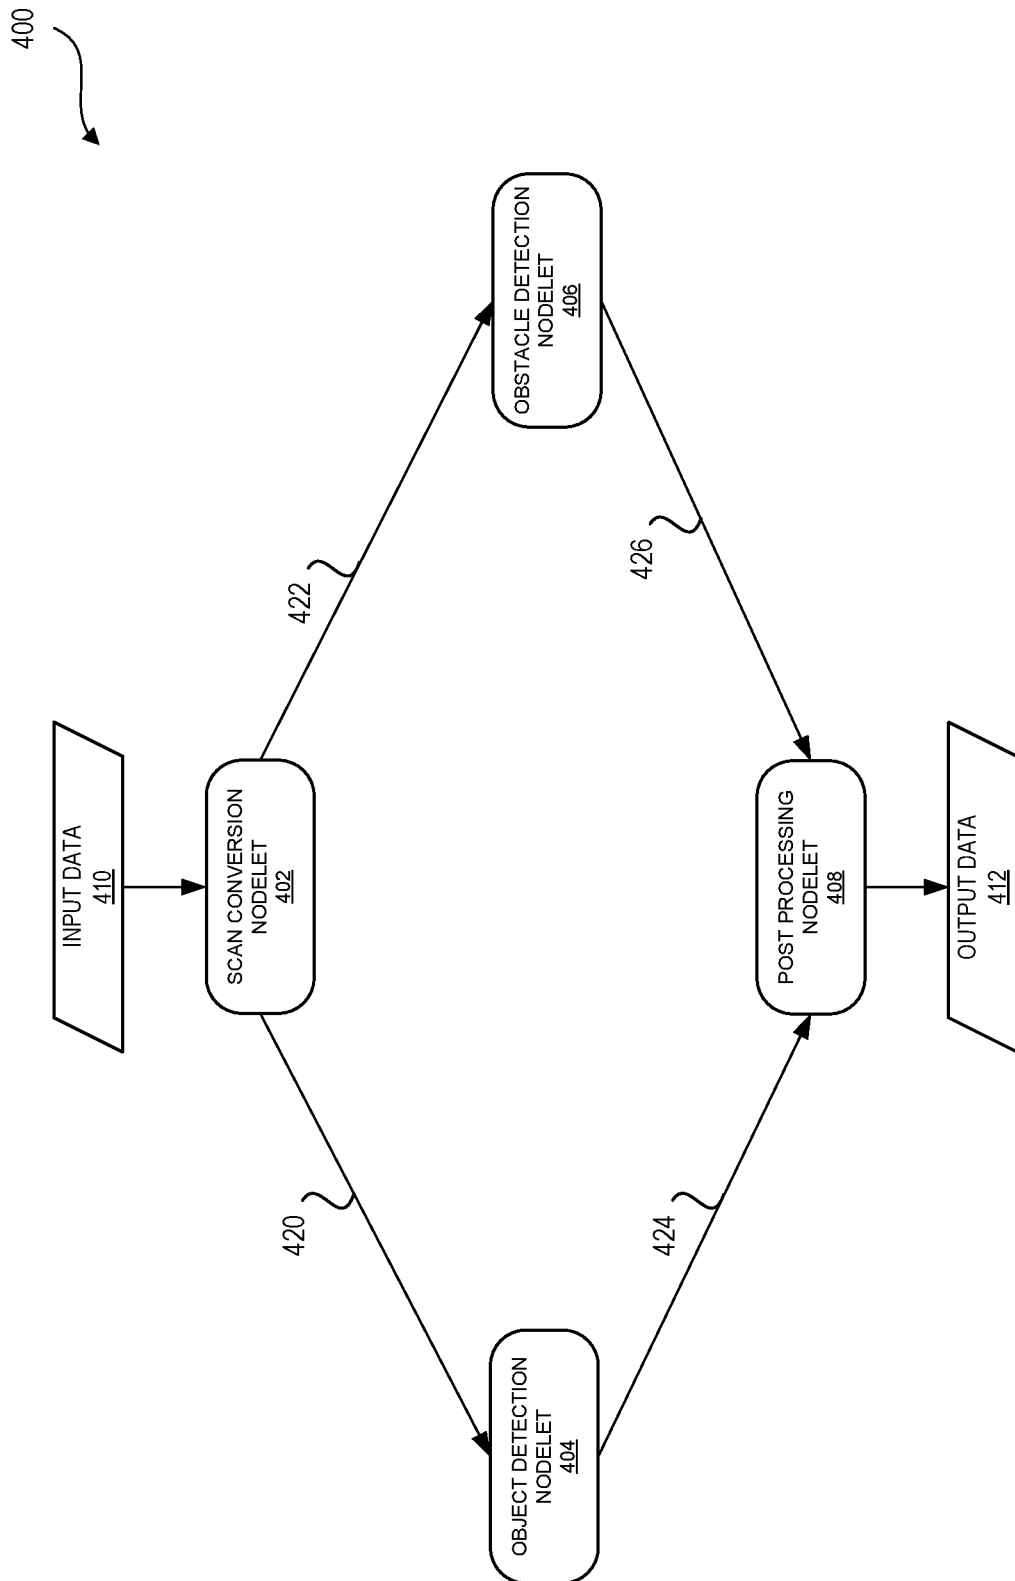 400
INPUT DATA
410
SCAN CONVERSION
NODELET
402
420
422
OBJECT DETECTION
NODELET
404
OBSTACLE DETECTION
NODELET
406
424
426
POST PROCESSING
NODELET
408
OUTPUT DATA
412